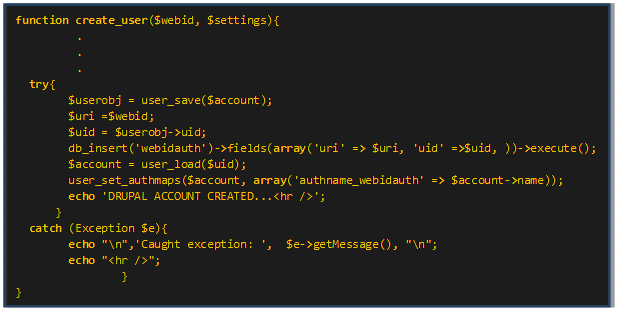 function create_user($webid, $settings){
.
.
.
try{
$userobj = user_save($account);
$uri =$webid;
$uid = $userobj->uid;
db_insert('webidauth')->fields(array('uri' => $uri, 'uid' =>$uid, ))->execute();
$account = user_load($uid);
user_set_authmaps($account, array('authname_webidauth' => $account->name));
echo 'DRUPAL ACCOUNT CREATED...<hr />';
}
catch (Exception $e){
echo "\n",'Caught exception: ',  $e->getMessage(), "\n";
echo "<hr />";
}
}